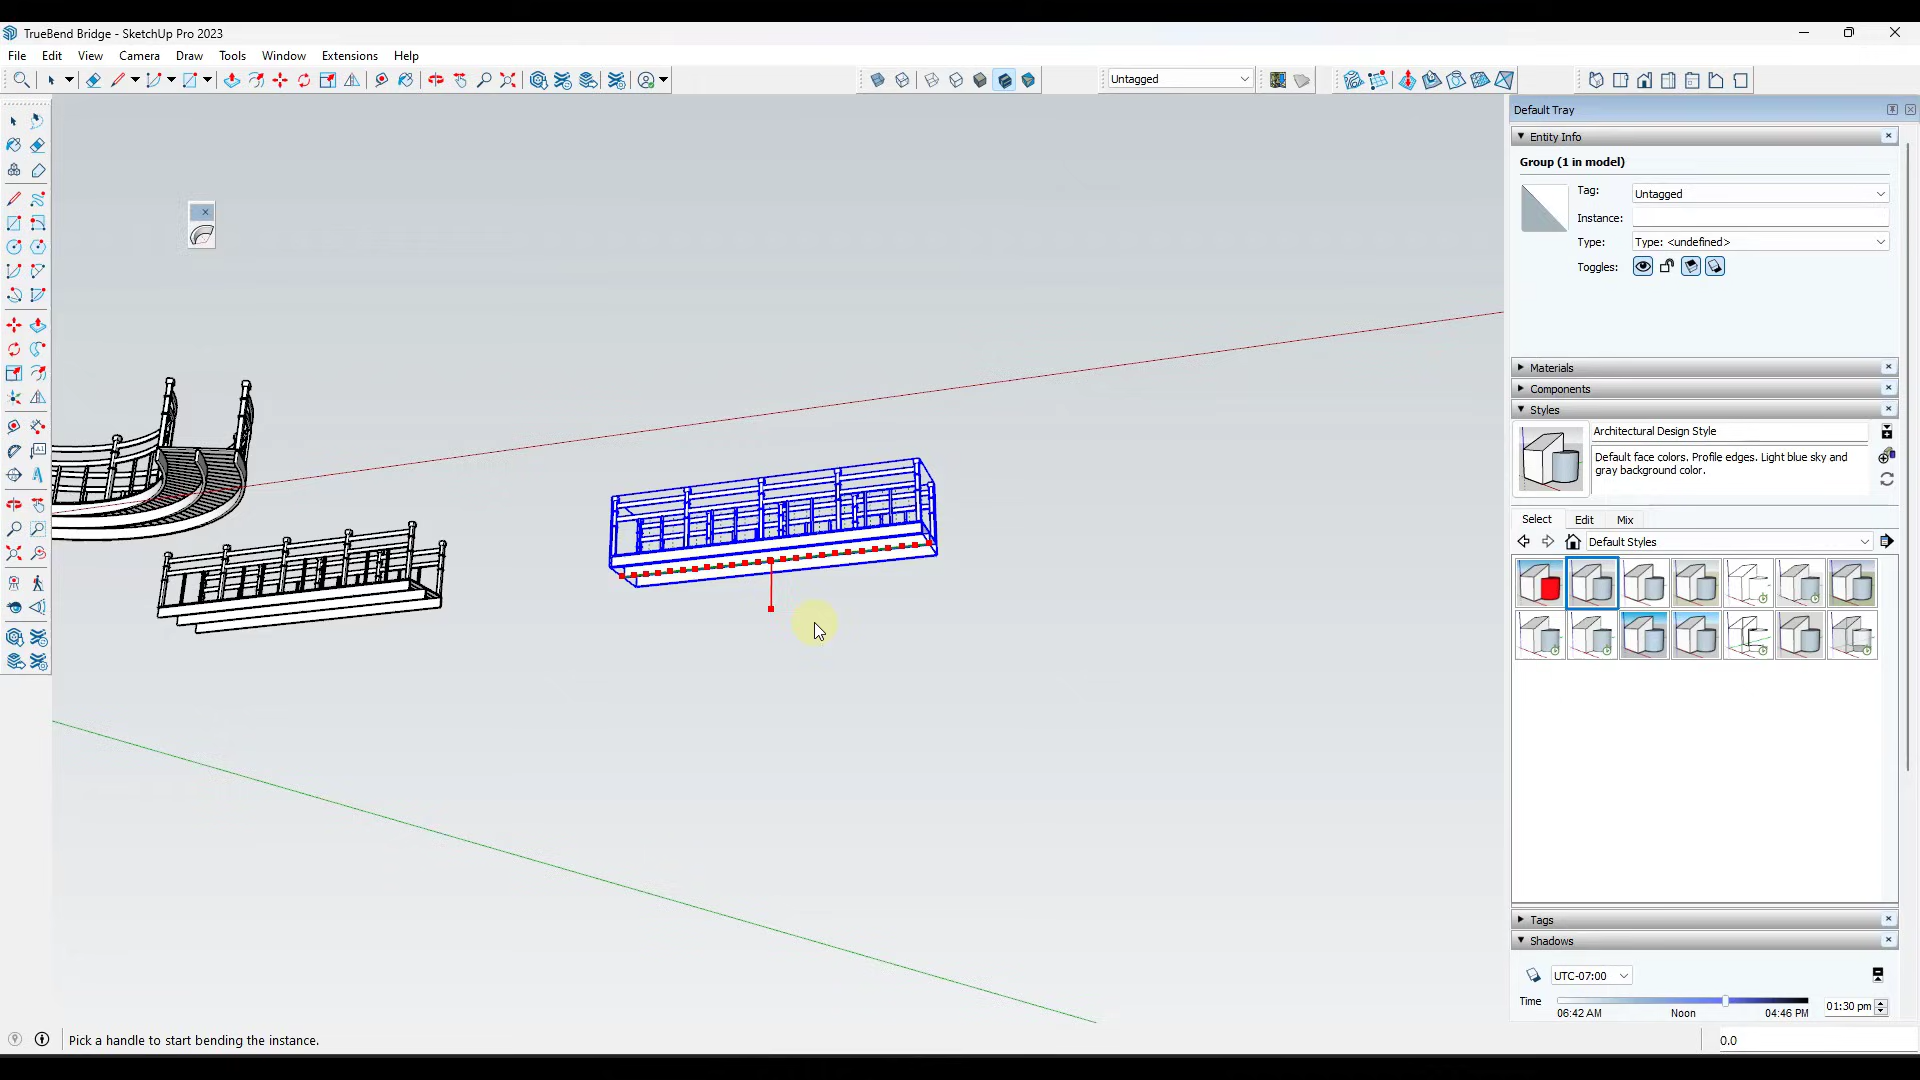 TrueBend Bridge - SketchUp Pro 2023
File Edit View Camera Draw Tools Window Extensions Help
Untagged
Default Tray
Entity Info
Group (1 in model)
Tag: Untagged
Instance:
Type: Type: <undefined>
Toggles:
Materials
Components
Styles
Architectural Design Style
Default face colors. Profile edges. Light blue sky and
gray background color.
Select Edit Mix
Default Styles
Tags
Shadows
UTC-07:00
Time 01:30 pm
06:42 AM Noon 04:46 PM
Pick a handle to start bending the instance. 0.0